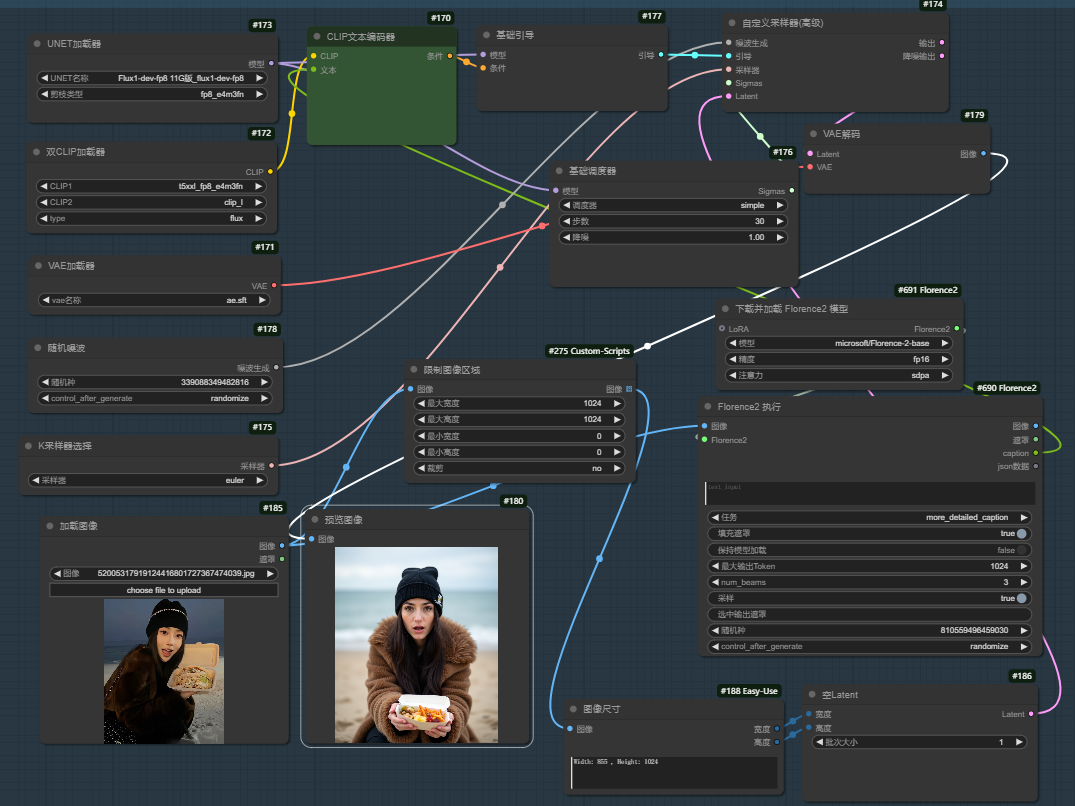 #173
UNET加载器
模型
UNET名称 Flux1-dev-fp8 11G版_flux1-dev-fp8
剪枝类型 fp8_e4m3fn
#172
双CLIP加载器
CLIP
CLIP1 t5xxl_fp8_e4m3fn
CLIP2 clip_l
type flux
#171
VAE加载器
VAE
vae名称 ae.sft
#178
随机噪波
噪波生成
随机种 339088349482816
control_after_generate randomize
#175
K采样器选择
采样器
采样器 euler
#185
加载图像
图像
遮罩
图像 52005317919124416801727367474039.jpg
choose file to upload
#170
CLIP文本编码器
CLIP 条件
文本
#177
基础引导
模型 引导
条件
#174
自定义采样器(高级)
噪波生成 输出
引导 降噪输出
采样器
Sigmas
Latent
#179
VAE解码
Latent 图像
VAE
#176
基础调度器
模型 Sigmas
调度器 simple
步数 30
降噪 1.00
#691 Florence2
下载并加载 Florence2 模型
LoRA Florence2
模型 microsoft/Florence-2-base
精度 fp16
注意力 sdpa
#275 Custom-Scripts
限制图像区域
图像 图像
最大宽度 1024
最大高度 1024
最小宽度 0
最小高度 0
裁剪 no
#180
预览图像
图像
#690 Florence2
Florence2 执行
图像 图像
Florence2 遮罩
caption
json数据
text_input
任务 more_detailed_caption
填充遮罩 true
保持模型加载 false
最大输出Token 1024
num_beams 3
采样 true
选中输出遮罩
随机种 810559496459030
control_after_generate randomize
#188 Easy-Use
图像尺寸
图像 宽度
高度
Width: 855 , Height: 1024
#186
空Latent
宽度 Latent
高度
批次大小 1